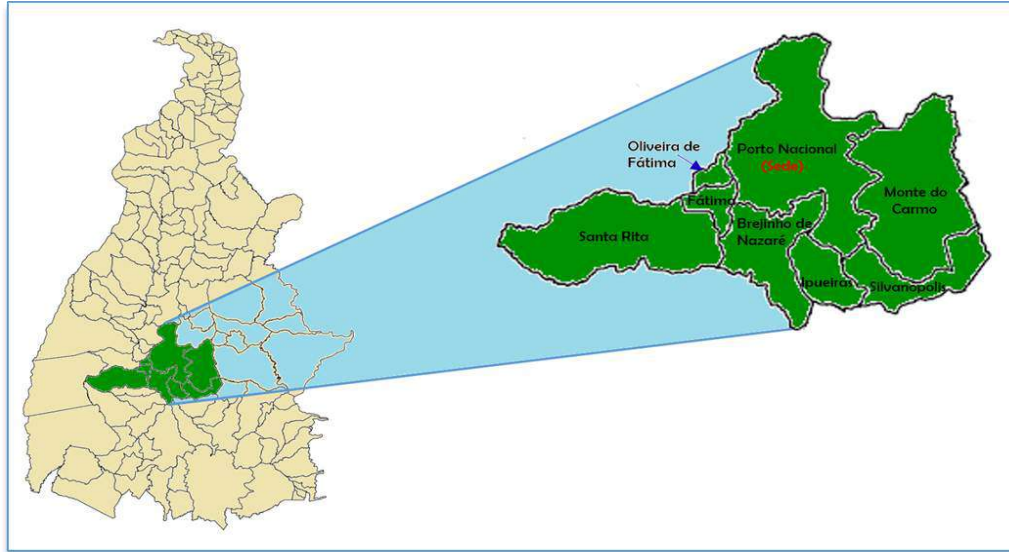 Oliveira de
Fátima
Porto Nacional
(Sede)
Monte do
Carmo
Fátima
Santa Rita
Brejinho de
Nazaré
Ipueiras
Silvanópolis